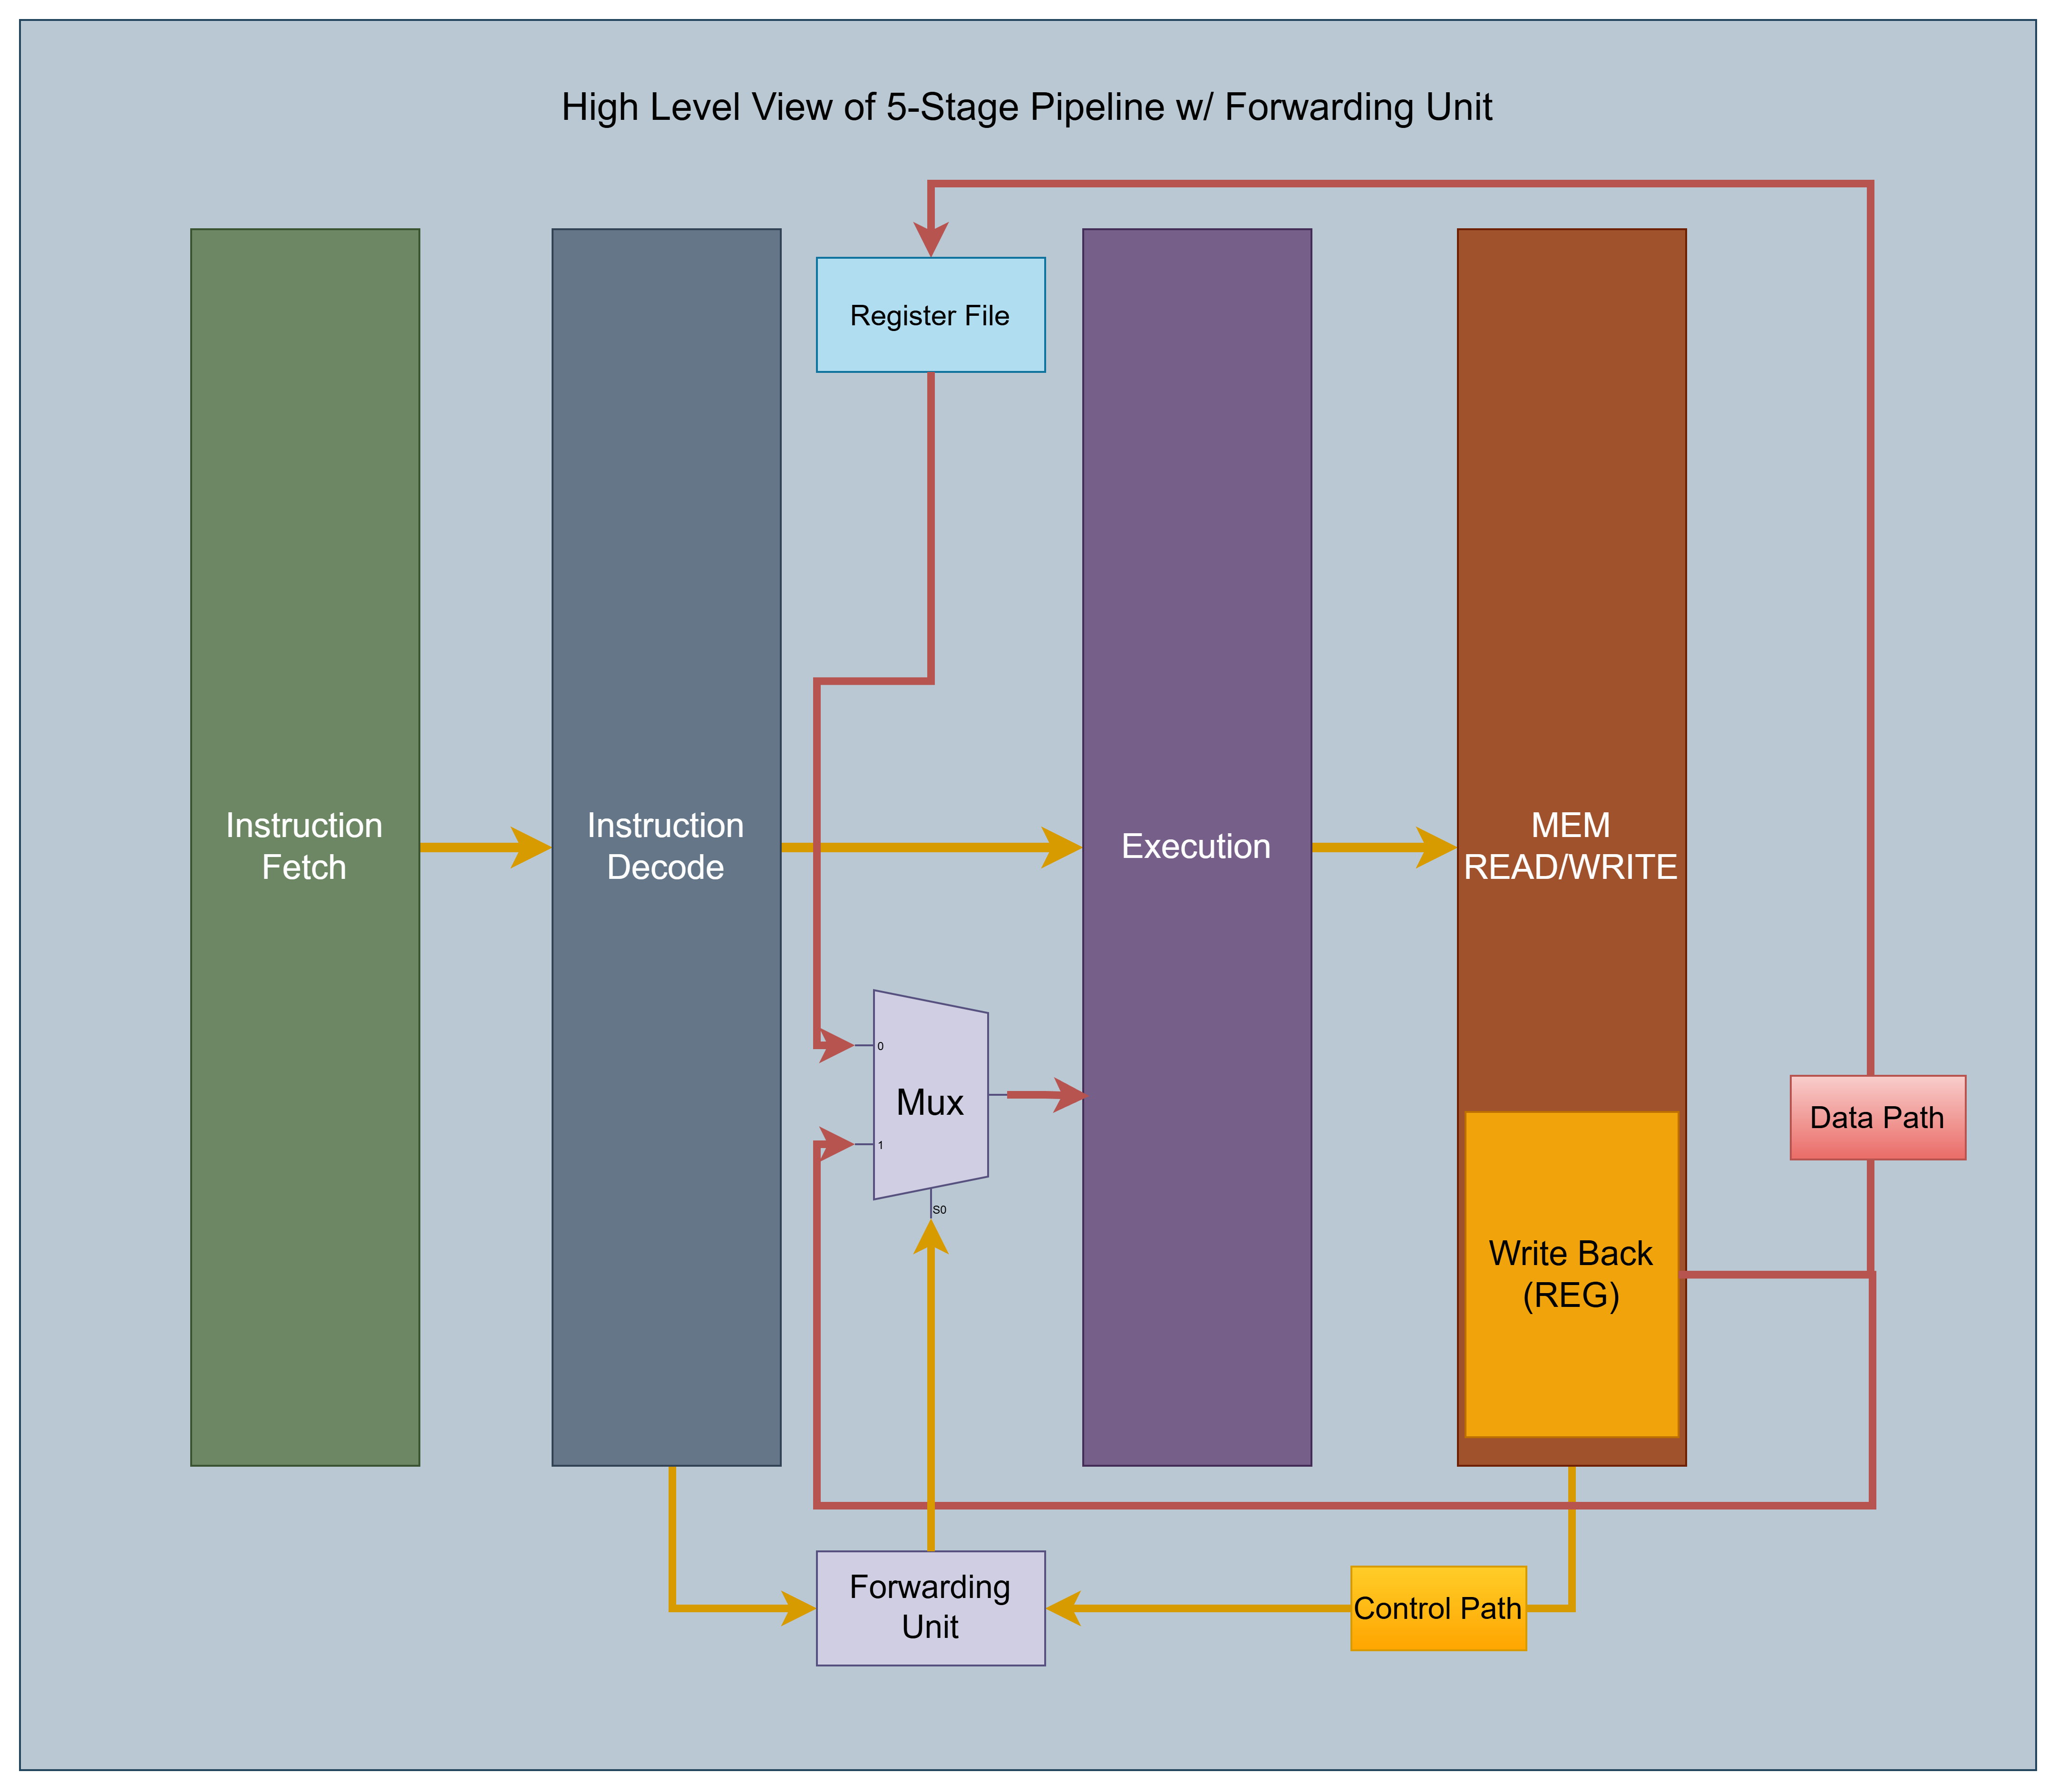 High Level View of 5-Stage Pipeline w/ Forwarding Unit
Register File
Instruction
Fetch
Instruction
Decode
Execution
MEM
READ/WRITE
0
Mux
1
S0
Data Path
Write Back
(REG)
Forwarding
Unit
Control Path